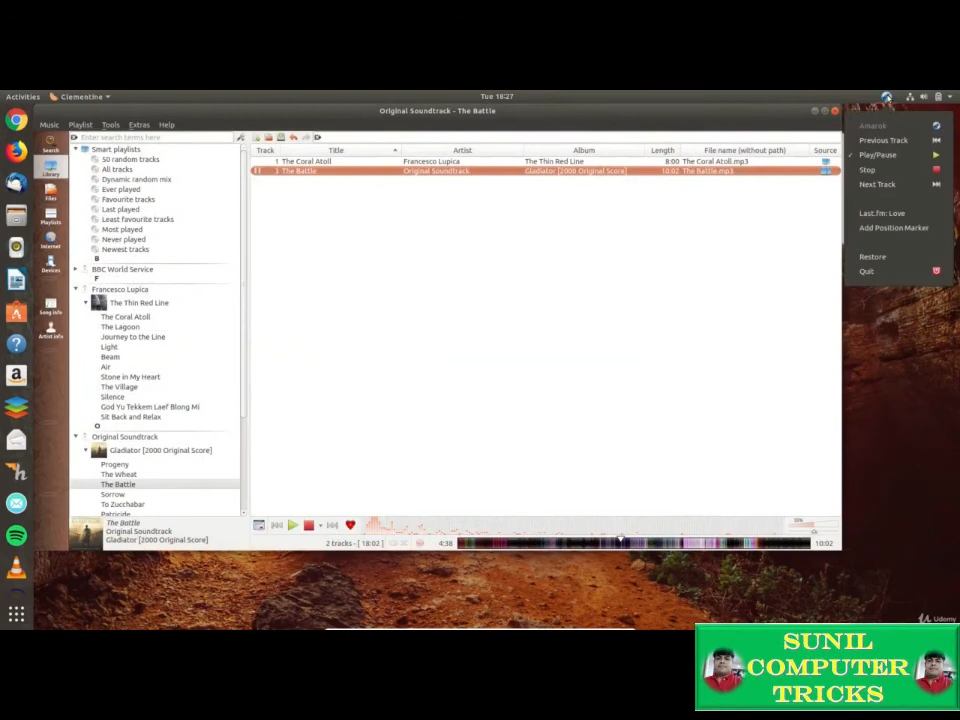 Activities Clementine Tue 18:27
Original Soundtrack - The Battle
Music Playlist Tools Extras Help
Enter search terms here
Search
Library
Files
Playlists
Internet
Devices
Song info
Artist info
Smart playlists
50 random tracks
All tracks
Dynamic random mix
Ever played
Favourite tracks
Last played
Least favourite tracks
Most played
Never played
Newest tracks
B
BBC World Service
F
Francesco Lupica
The Thin Red Line
The Coral Atoll
The Lagoon
Journey to the Line
Light
Beam
Air
Stone in My Heart
The Village
Silence
God Yu Tekkem Laef Blong Mi
Sit Back and Relax
O
Original Soundtrack
Gladiator [2000 Original Score]
Progeny
The Wheat
The Battle
Sorrow
To Zucchabar
Patricide
Track Title Artist Album Length File name (without path) Source
1 The Coral Atoll Francesco Lupica The Thin Red Line 8:00 The Coral Atoll.mp3
3 The Battle Original Soundtrack Gladiator [2000 Original Score] 10:02 The Battle.mp3
Amarok
Previous Track
Play/Pause
Stop
Next Track
Last.fm: Love
Add Position Marker
Restore
Quit
The Battle
Original Soundtrack
Gladiator [2000 Original Score]
2 tracks - [ 18:02 ] 4:38 10:02
Udemy
SUNIL
COMPUTER
TRICKS